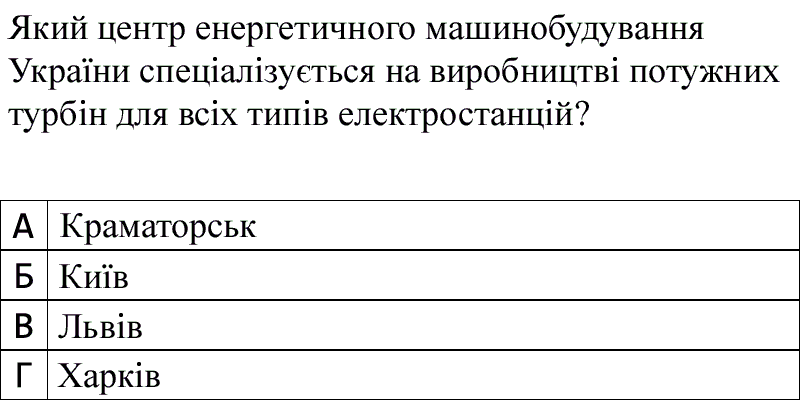 Який центр енергетичного машинобудування
України спеціалізується на виробництві потужних
турбін для всіх типів електростанцій?
А Краматорськ
Б Київ
В Львів
Г Харків